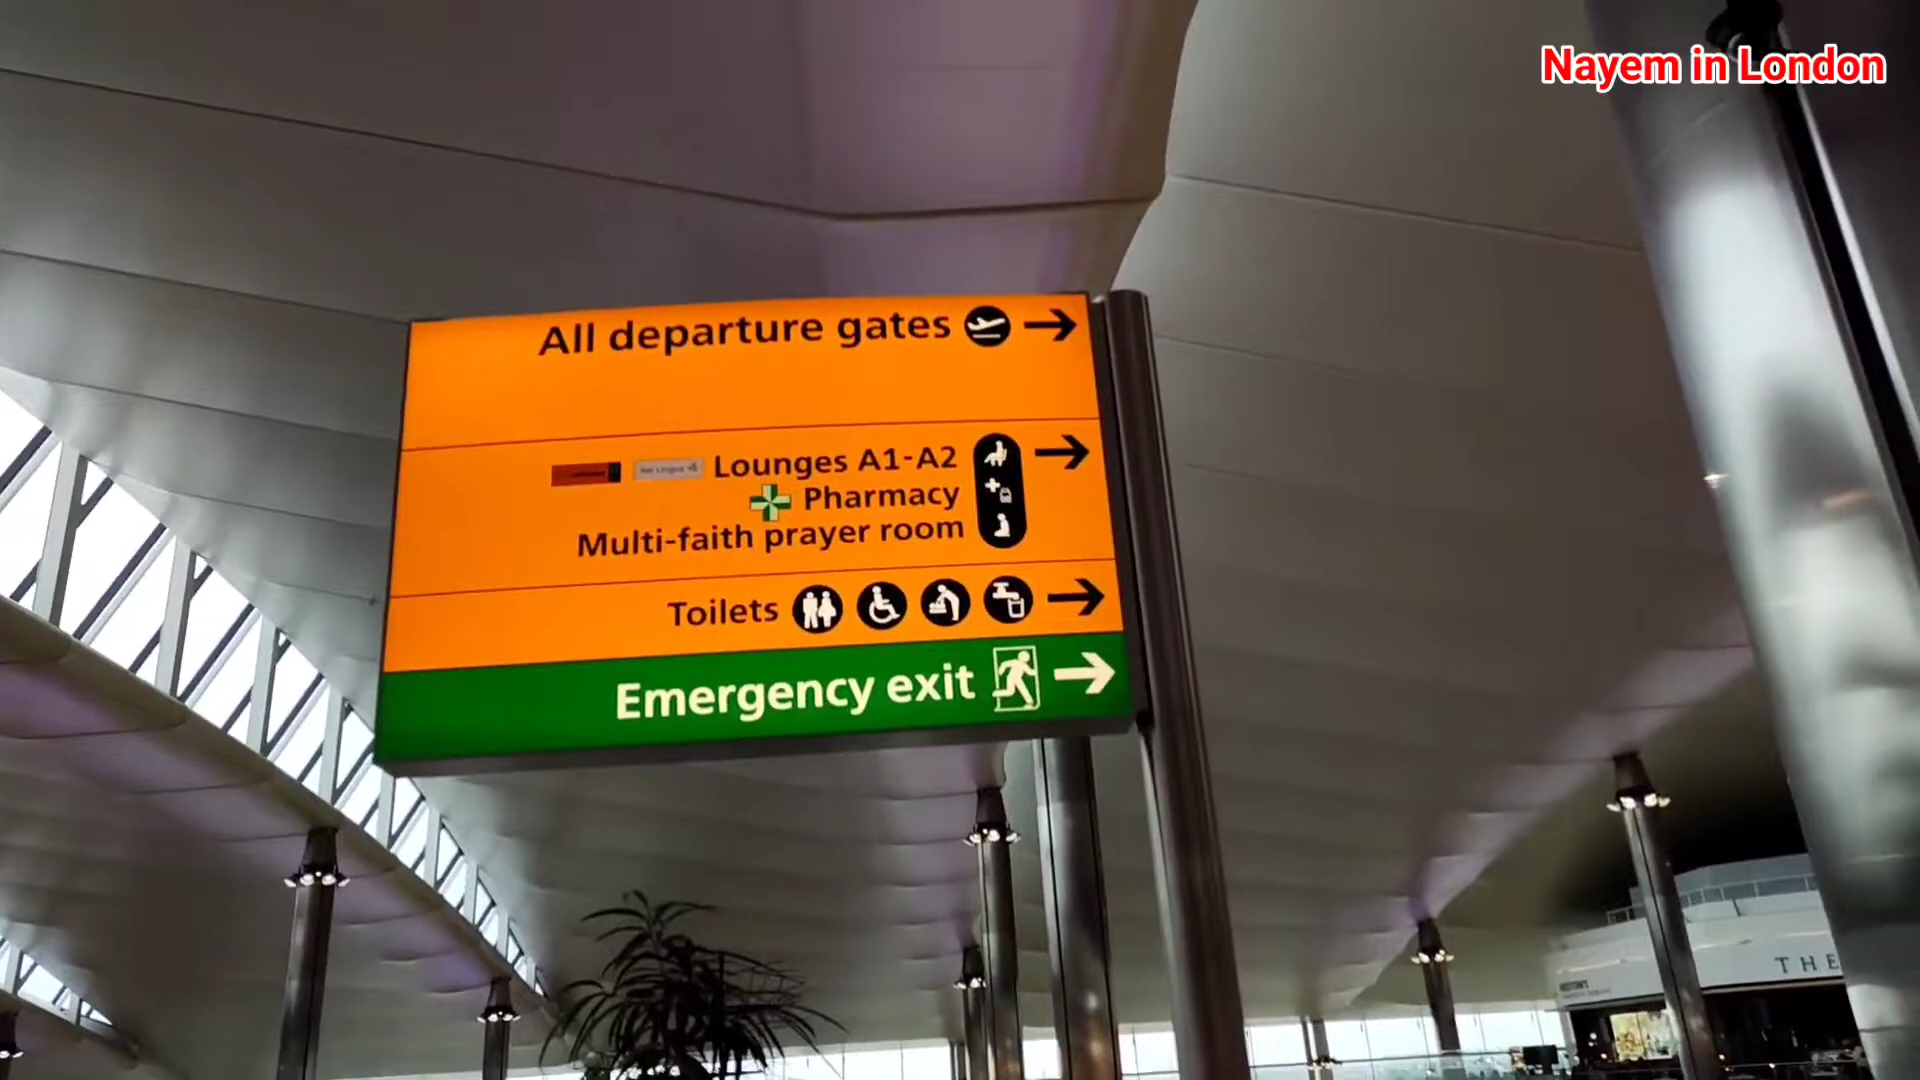 Nayem in London
All departure gates
Lounges A1-A2
Pharmacy
Multi-faith prayer room
Toilets
Emergency exit
THE